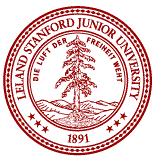 LELAND STANFORD JUNIOR UNIVERSITY
DIE LUFT DER FREIHEIT WEHT
1891